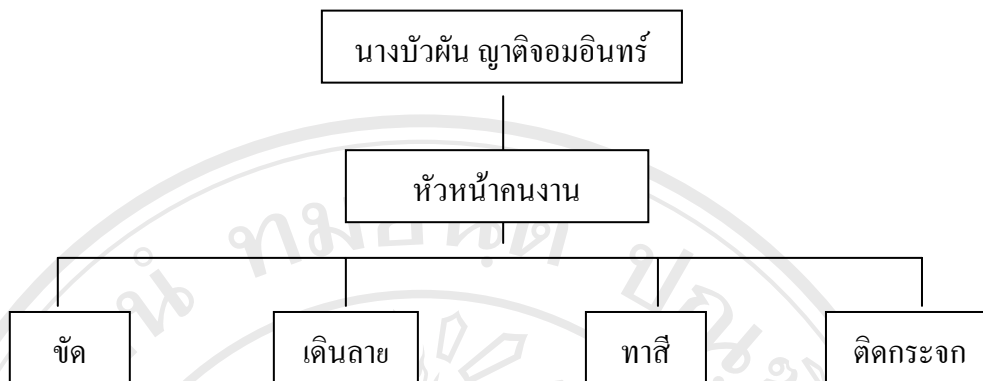 นางบัวผัน ญาติจอมอินทร์
หัวหน้าคนงาน
ขัด
เดินลาย
ทาสี
ติดกระจก